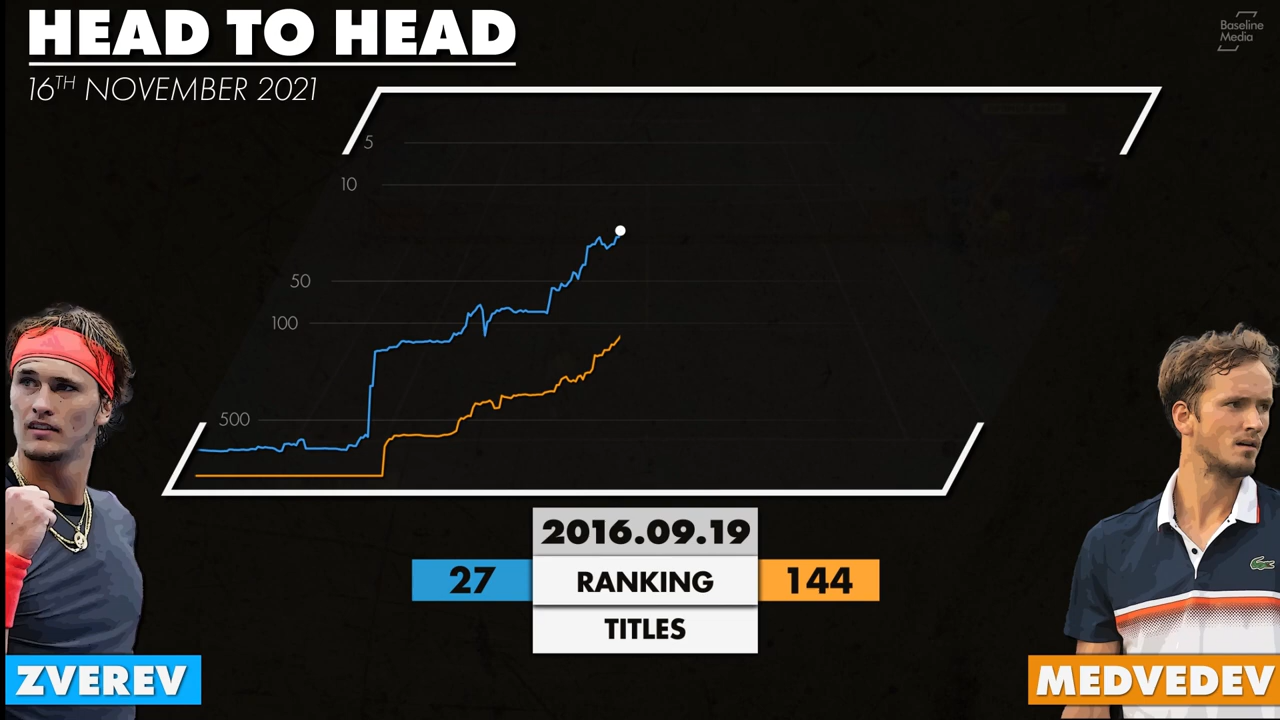 HEAD TO HEAD
16TH NOVEMBER 2021
Baseline
Media
5
10
50
100
500
2016.09.19
27 RANKING 144
TITLES
ZVEREV
MEDVEDEV